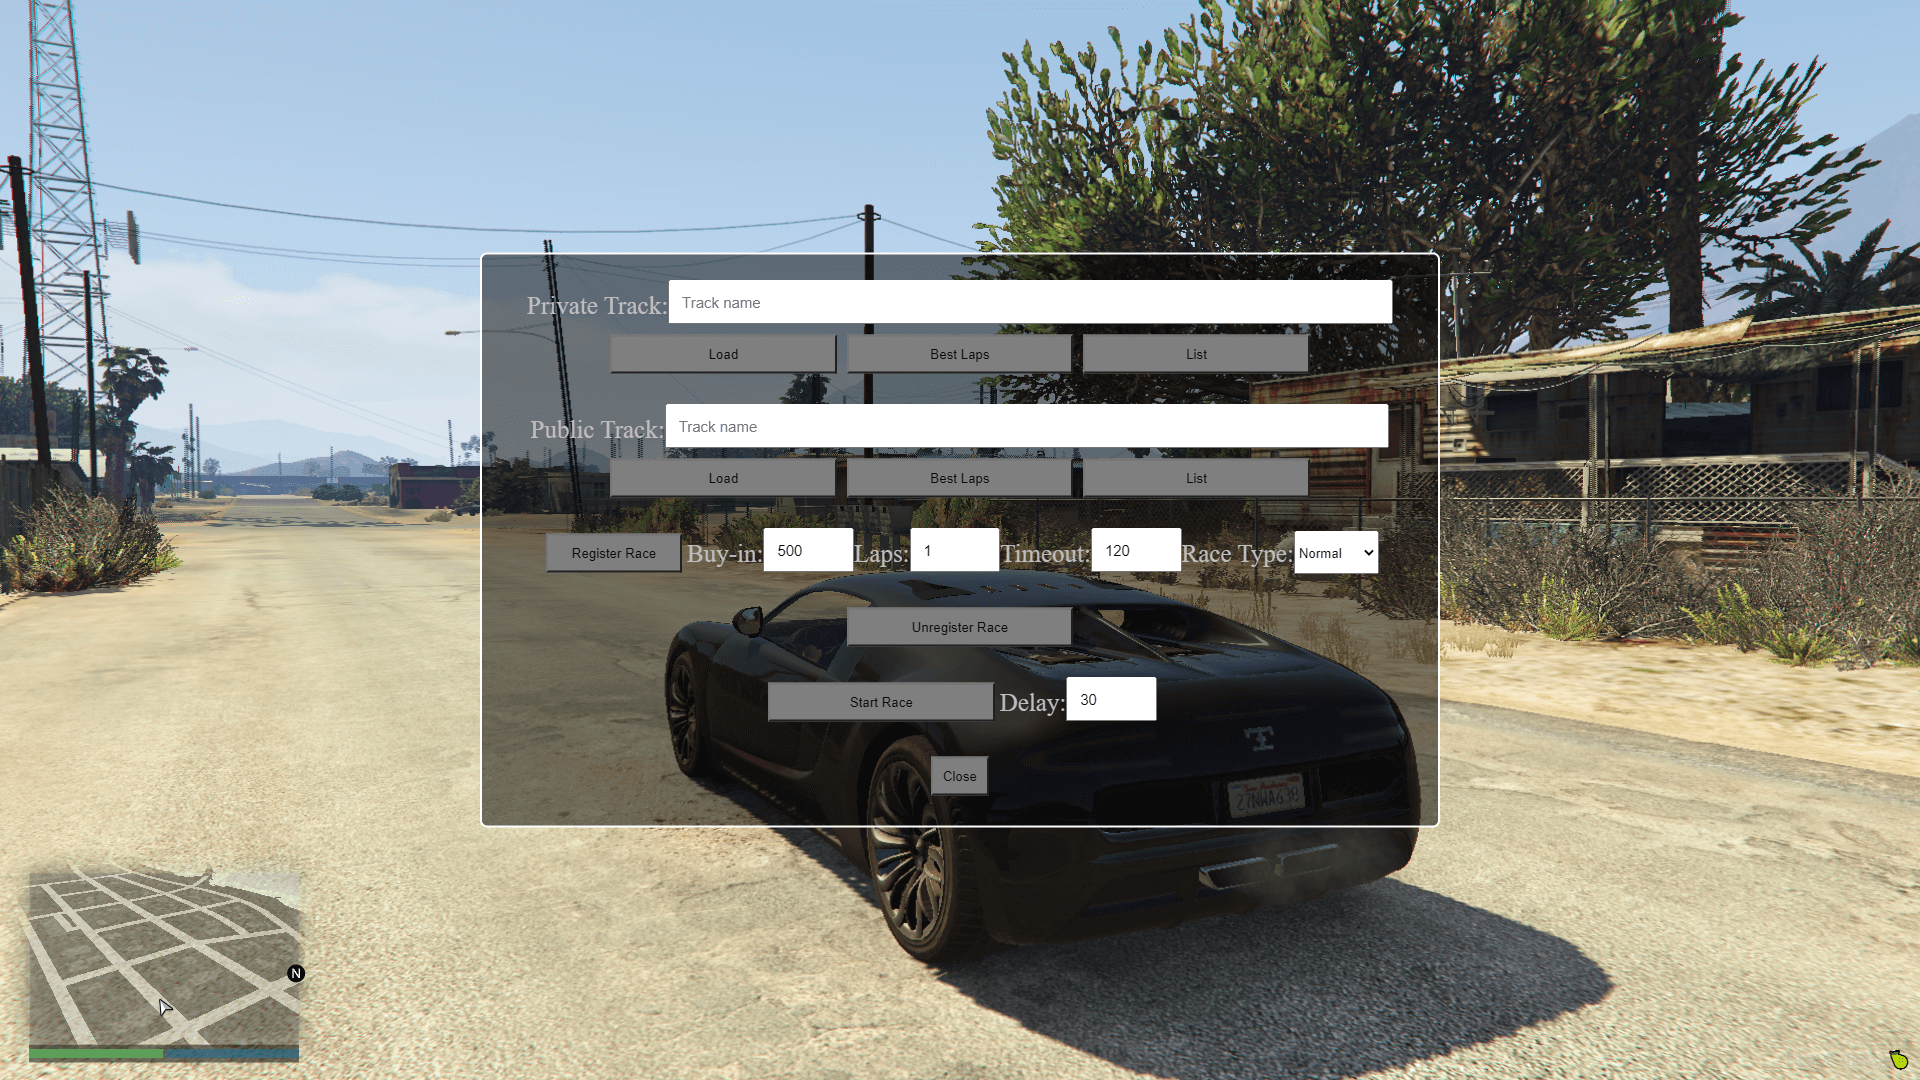 Private Track: Track name
Load Best Laps List
Public Track: Track name
Load Best Laps List
Register Race Buy-in: 500 Laps: 1 Timeout: 120 Race Type: Normal
Unregister Race
Start Race Delay: 30
Close
N